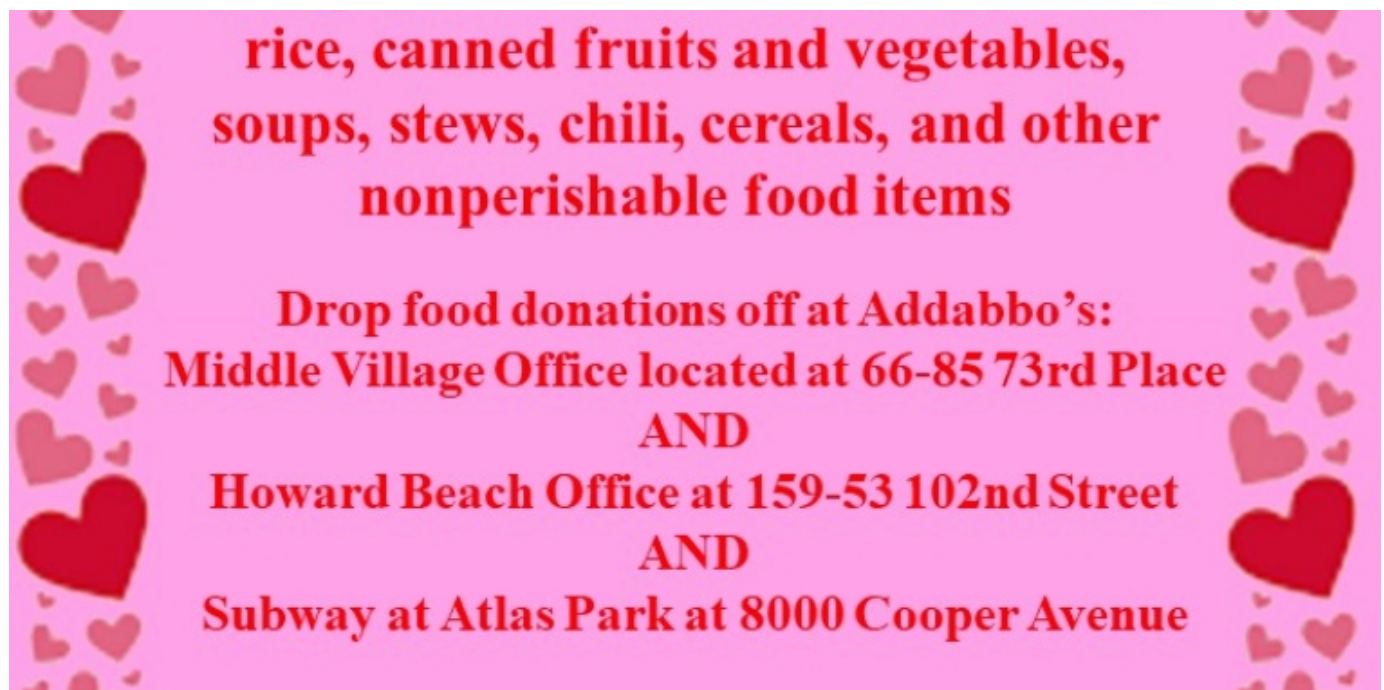 rice, canned fruits and vegetables,
soups, stews, chili, cereals, and other
nonperishable food items
Drop food donations off at Addabbo’s:
Middle Village Office located at 66-85 73rd Place
AND
Howard Beach Office at 159-53 102nd Street
AND
Subway at Atlas Park at 8000 Cooper Avenue